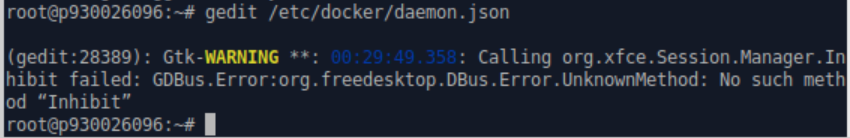 root@p930026096:~# gedit /etc/docker/daemon.json
(gedit:28389): Gtk-WARNING **: 00:29:49.358: Calling org.xfce.Session.Manager.In
hibit failed: GDBus.Error:org.freedesktop.DBus.Error.UnknownMethod: No such meth
od “Inhibit”
root@p930026096:~#